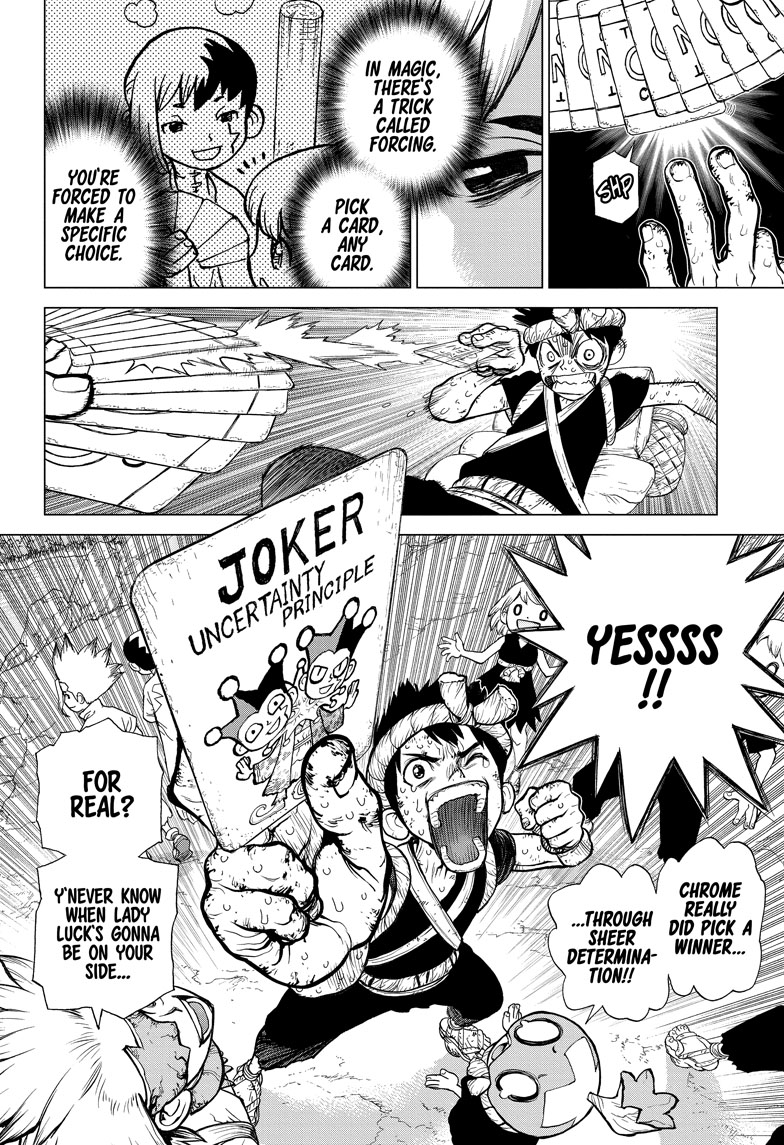 SHP
IN MAGIC,
THERE'S
A TRICK
CALLED
FORCING.
PICK
A CARD,
ANY
CARD.
YOU'RE
FORCED TO
MAKE A
SPECIFIC
CHOICE.
JOKER
UNCERTAINTY
PRINCIPLE
YESSSS
!!
CHROME
REALLY
DID PICK A
WINNER...
...THROUGH
SHEER
DETERMINA-
TION!!
FOR
REAL?
Y'NEVER KNOW
WHEN LADY
LUCK'S GONNA
BE ON YOUR
SIDE...